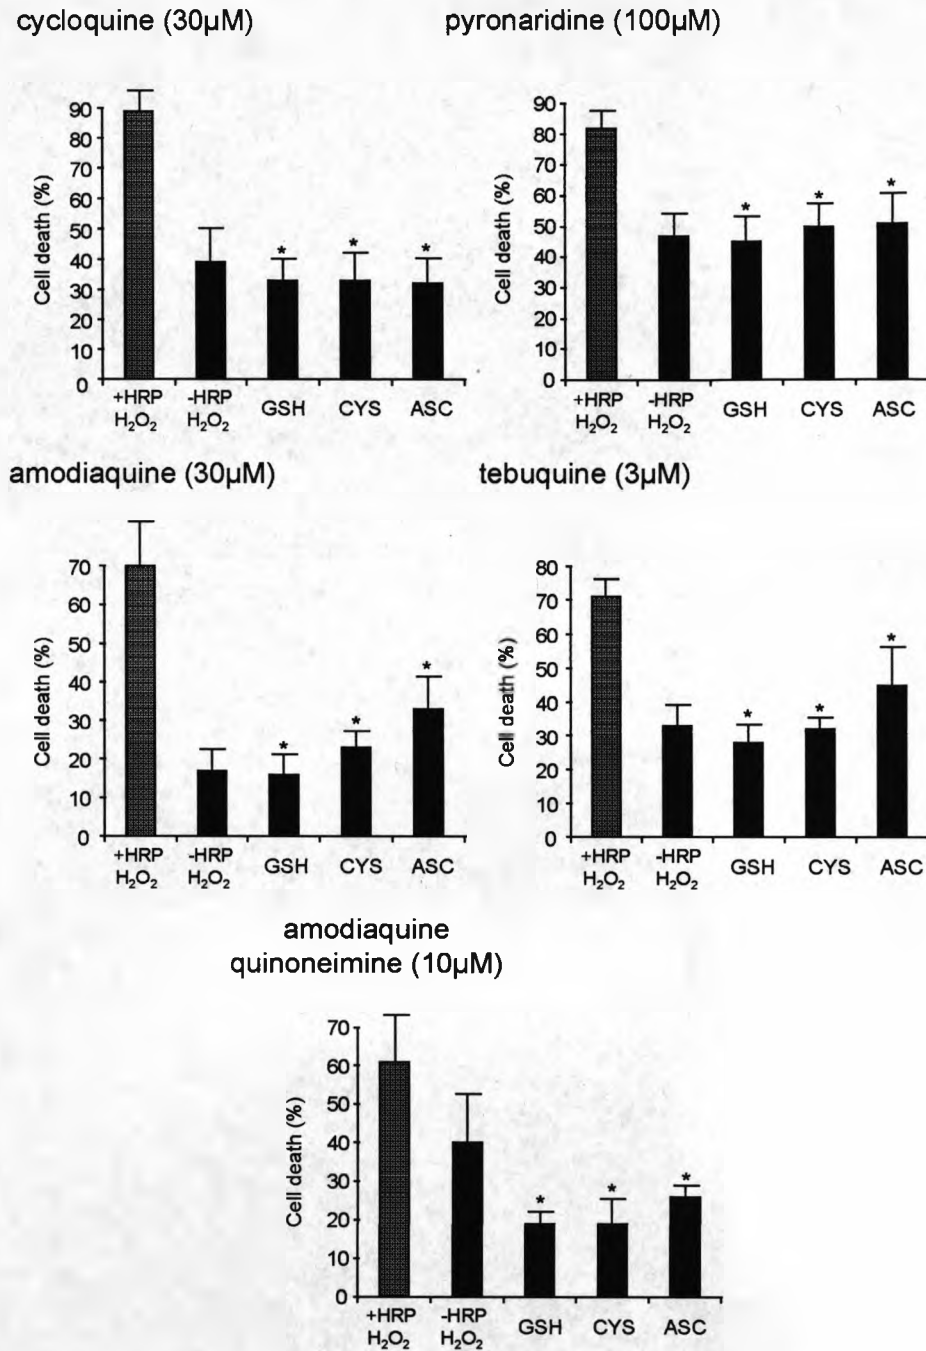 cycloquine (30µM)
pyronaridine (100µM)
Cell death (%)
90
80
70
60
50
40
30
20
10
0
* * *
+HRP -HRP GSH CYS ASC
H₂O₂ H₂O₂
Cell death (%)
90
80
70
60
50
40
30
20
10
0
* * *
+HRP -HRP GSH CYS ASC
H₂O₂ H₂O₂
amodiaquine (30µM)
tebuquine (3µM)
Cell death (%)
70
60
50
40
30
20
10
0
* * *
+HRP -HRP GSH CYS ASC
H₂O₂ H₂O₂
Cell death (%)
80
70
60
50
40
30
20
10
0
* * *
+HRP -HRP GSH CYS ASC
H₂O₂ H₂O₂
amodiaquine
quinoneimine (10µM)
Cell death (%)
70
60
50
40
30
20
10
0
* * *
+HRP -HRP GSH CYS ASC
H₂O₂ H₂O₂